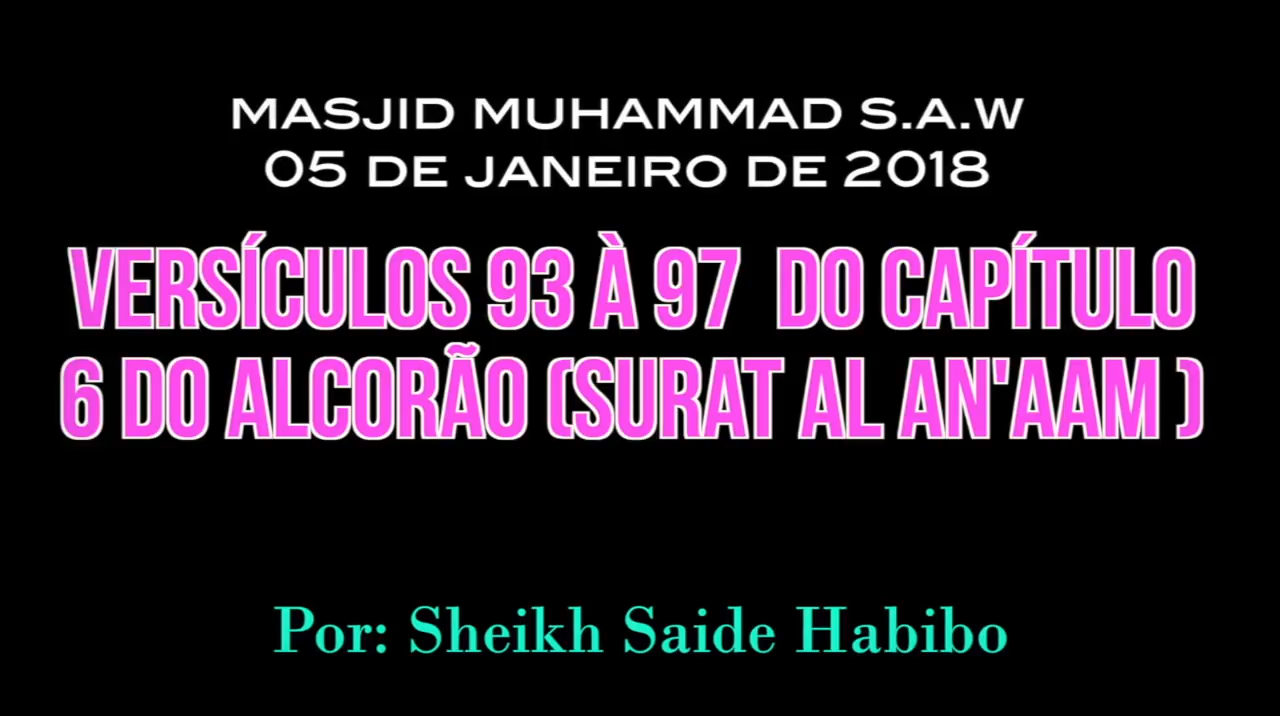 MASJID MUHAMMAD S.A.W
05 DE JANEIRO DE 2018
VERSÍCULOS 93 À 97 DO CAPÍTULO
6 DO ALCORÃO (SURAT AL AN'AAM )
Por: Sheikh Saide Habibo